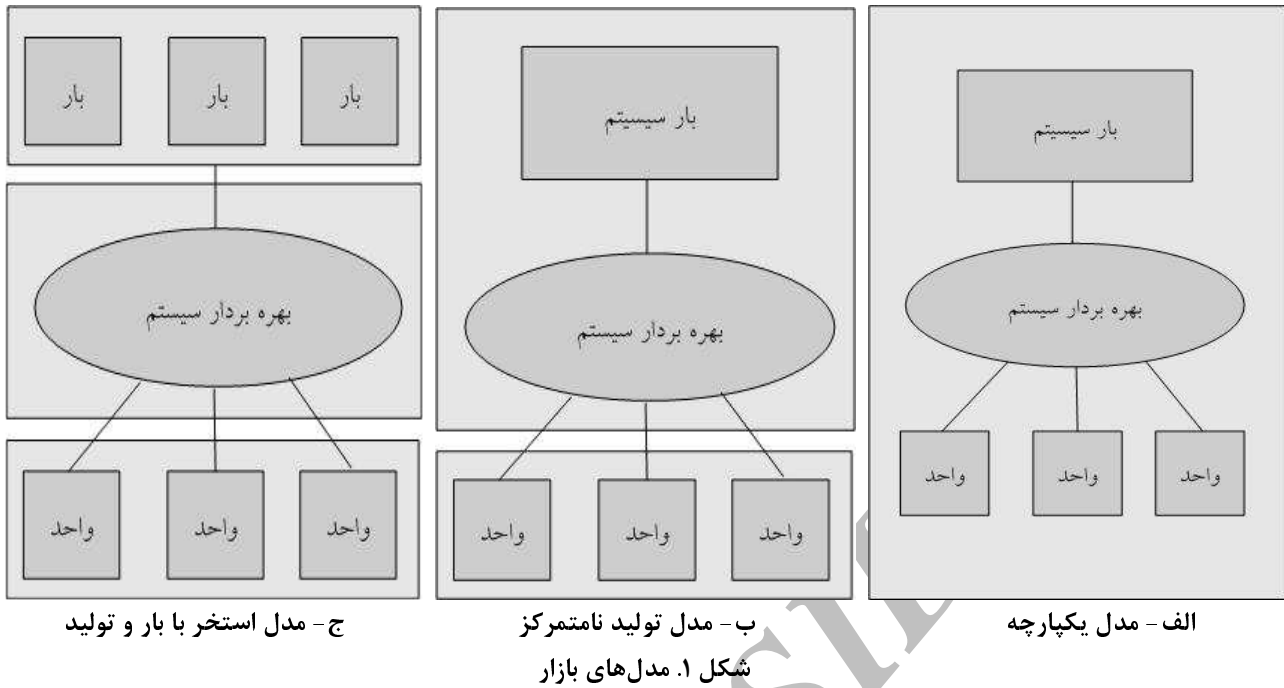 بار سیسیتم
بهره بردار سیستم
واحد واحد واحد
الف- مدل یکپارچه
بار سیسیتم
بهره بردار سیستم
واحد واحد واحد
ب- مدل تولید نامتمرکز
بار بار بار
بهره بردار سیستم
واحد واحد واحد
ج- مدل استخر با بار و تولید
شکل ۱. مدل‌های بازار